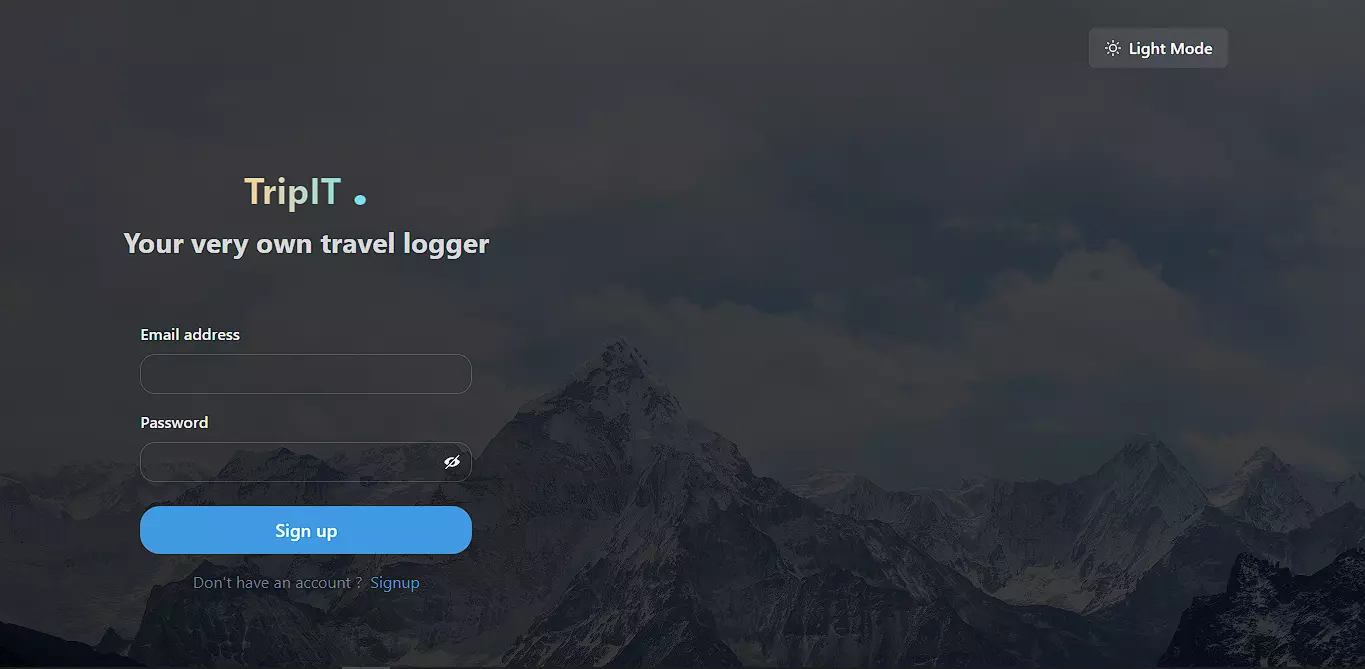 Light Mode
TripIT .
Your very own travel logger
Email address
Password
Sign up
Don't have an account ? Signup